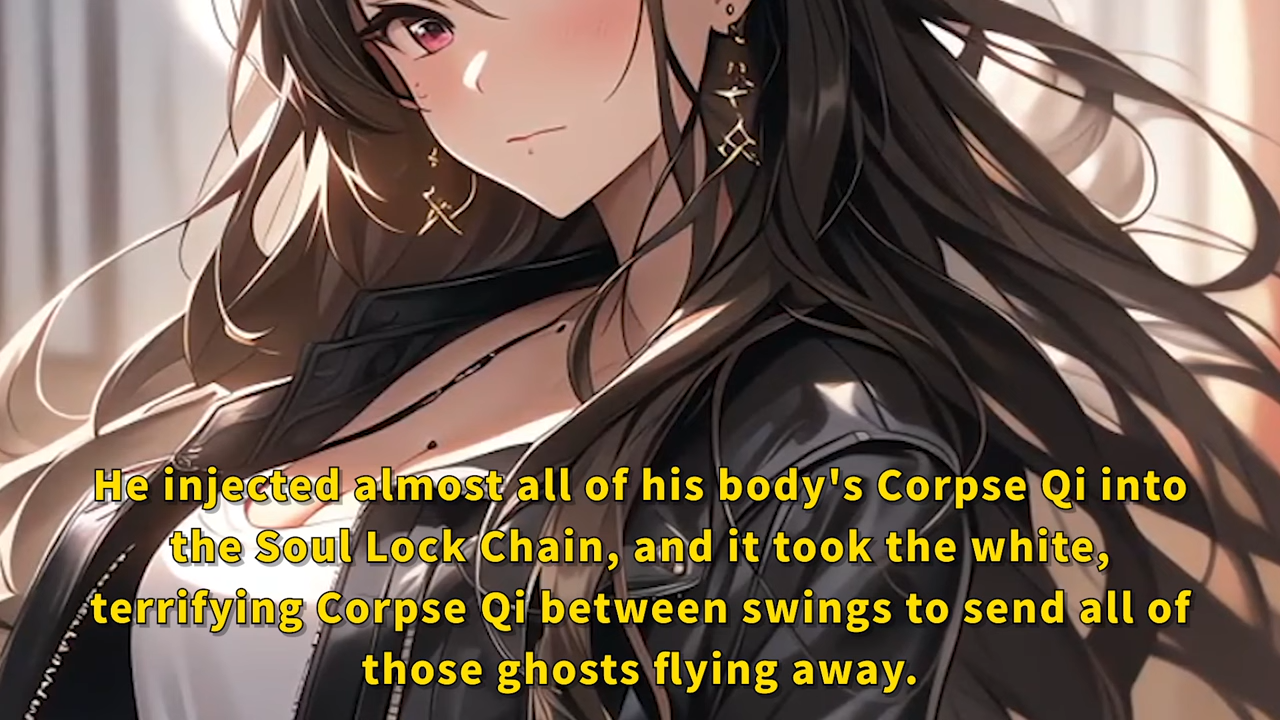 He injected almost all of his body's Corpse Qi into
the Soul Lock Chain, and it took the white,
terrifying Corpse Qi between swings to send all of
those ghosts flying away.